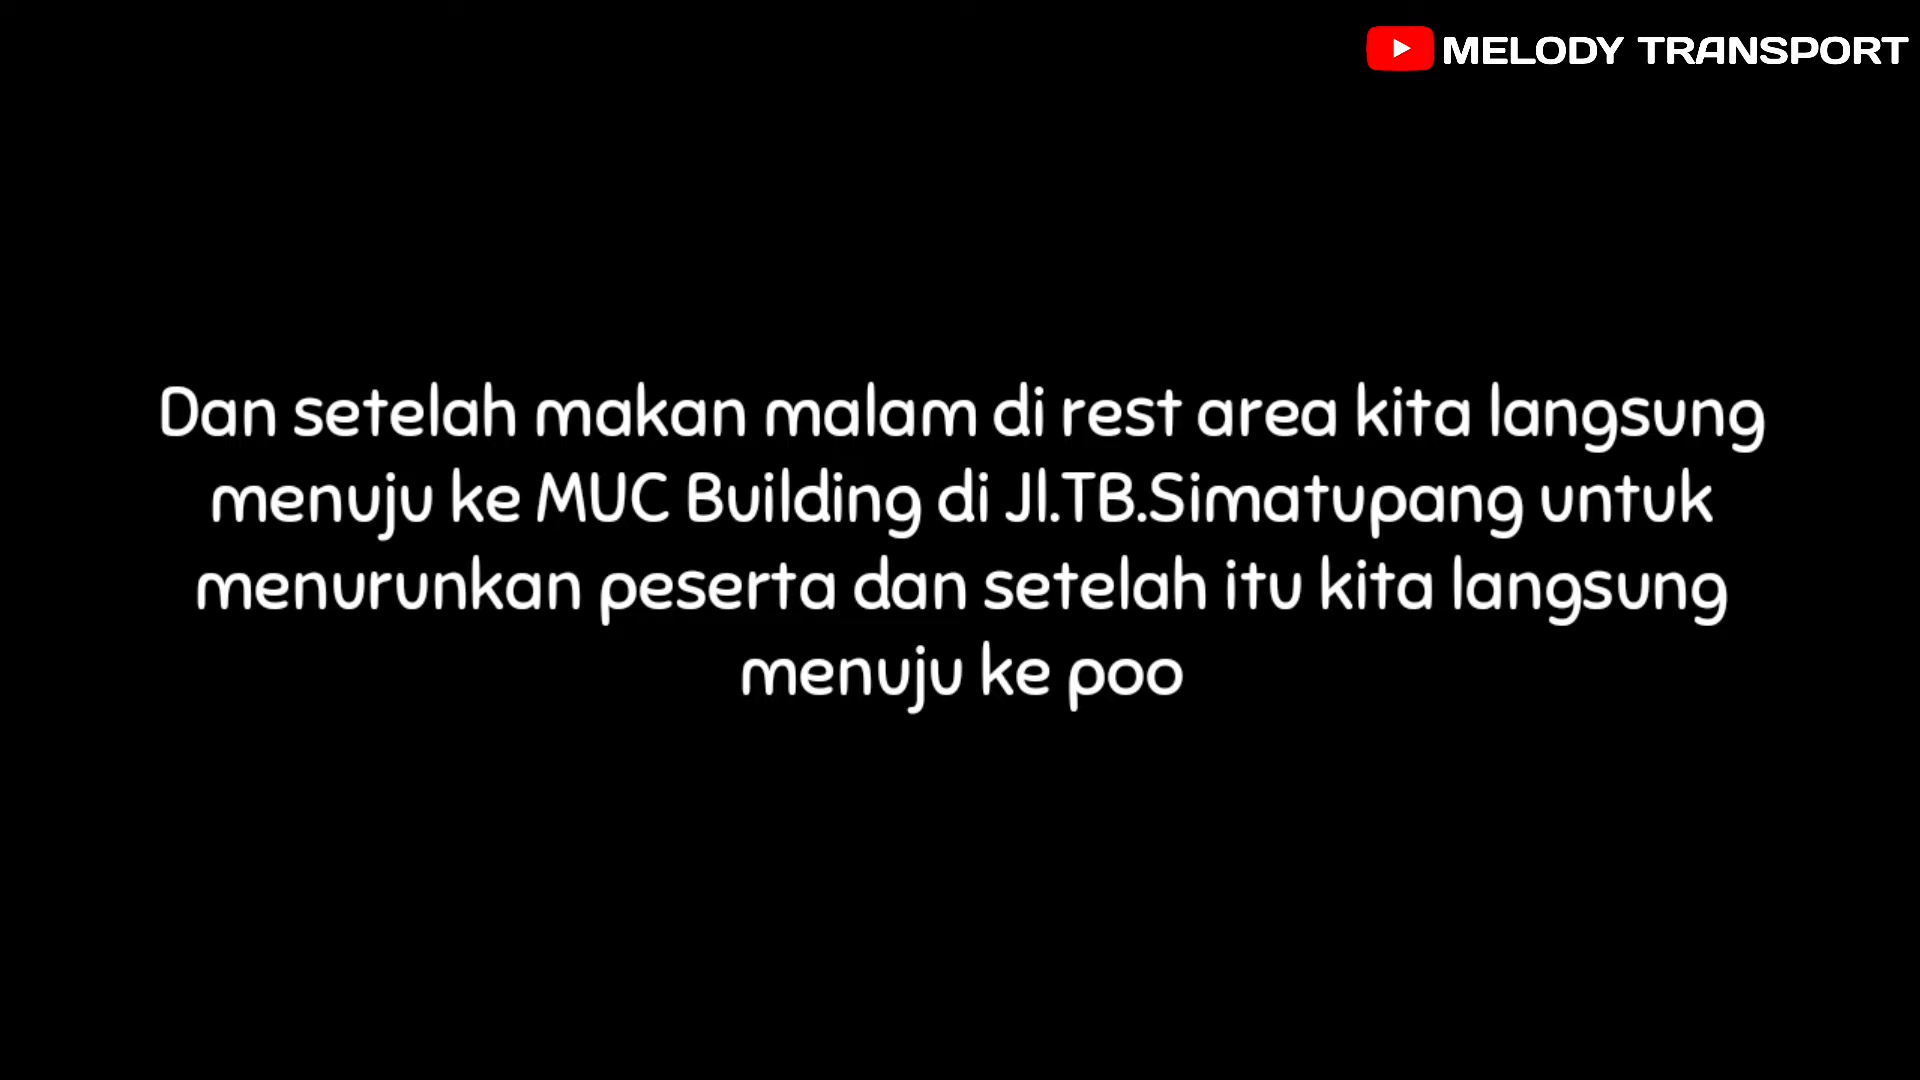 MELODY TRANSPORT
Dan setelah makan malam di rest area kita langsung
menuju ke MUC Building di Jl.TB.Simatupang untuk
menurunkan peserta dan setelah itu kita langsung
menuju ke poo